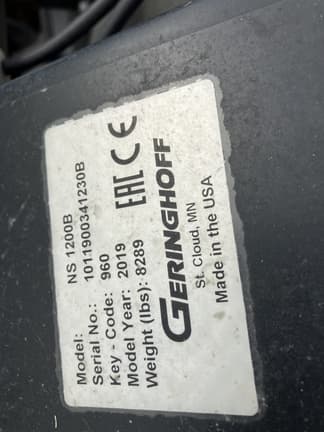 Model: NS 1200B
Serial No.: 1011900341230B
Key - Code: 960
Model Year: 2019
Weight (lbs): 8289
EAC CE
GERINGHOFF
St. Cloud, MN
Made in the USA